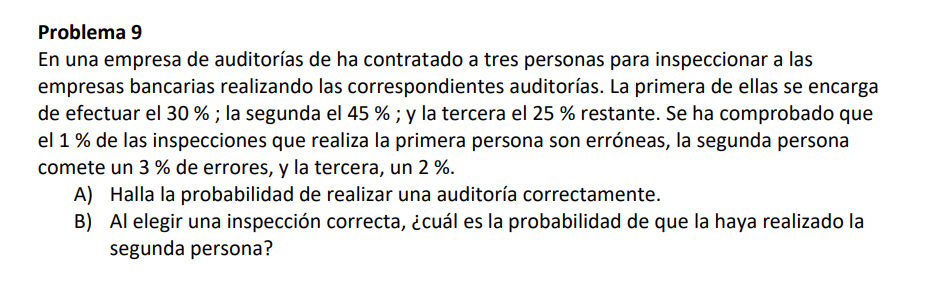 Problema 9
En una empresa de auditorías de ha contratado a tres personas para inspeccionar a las
empresas bancarias realizando las correspondientes auditorías. La primera de ellas se encarga
de efectuar el 30 % ; la segunda el 45 % ; y la tercera el 25 % restante. Se ha comprobado que
el 1 % de las inspecciones que realiza la primera persona son erróneas, la segunda persona
comete un 3 % de errores, y la tercera, un 2 %.
A) Halla la probabilidad de realizar una auditoría correctamente.
B) Al elegir una inspección correcta, ¿cuál es la probabilidad de que la haya realizado la
segunda persona?